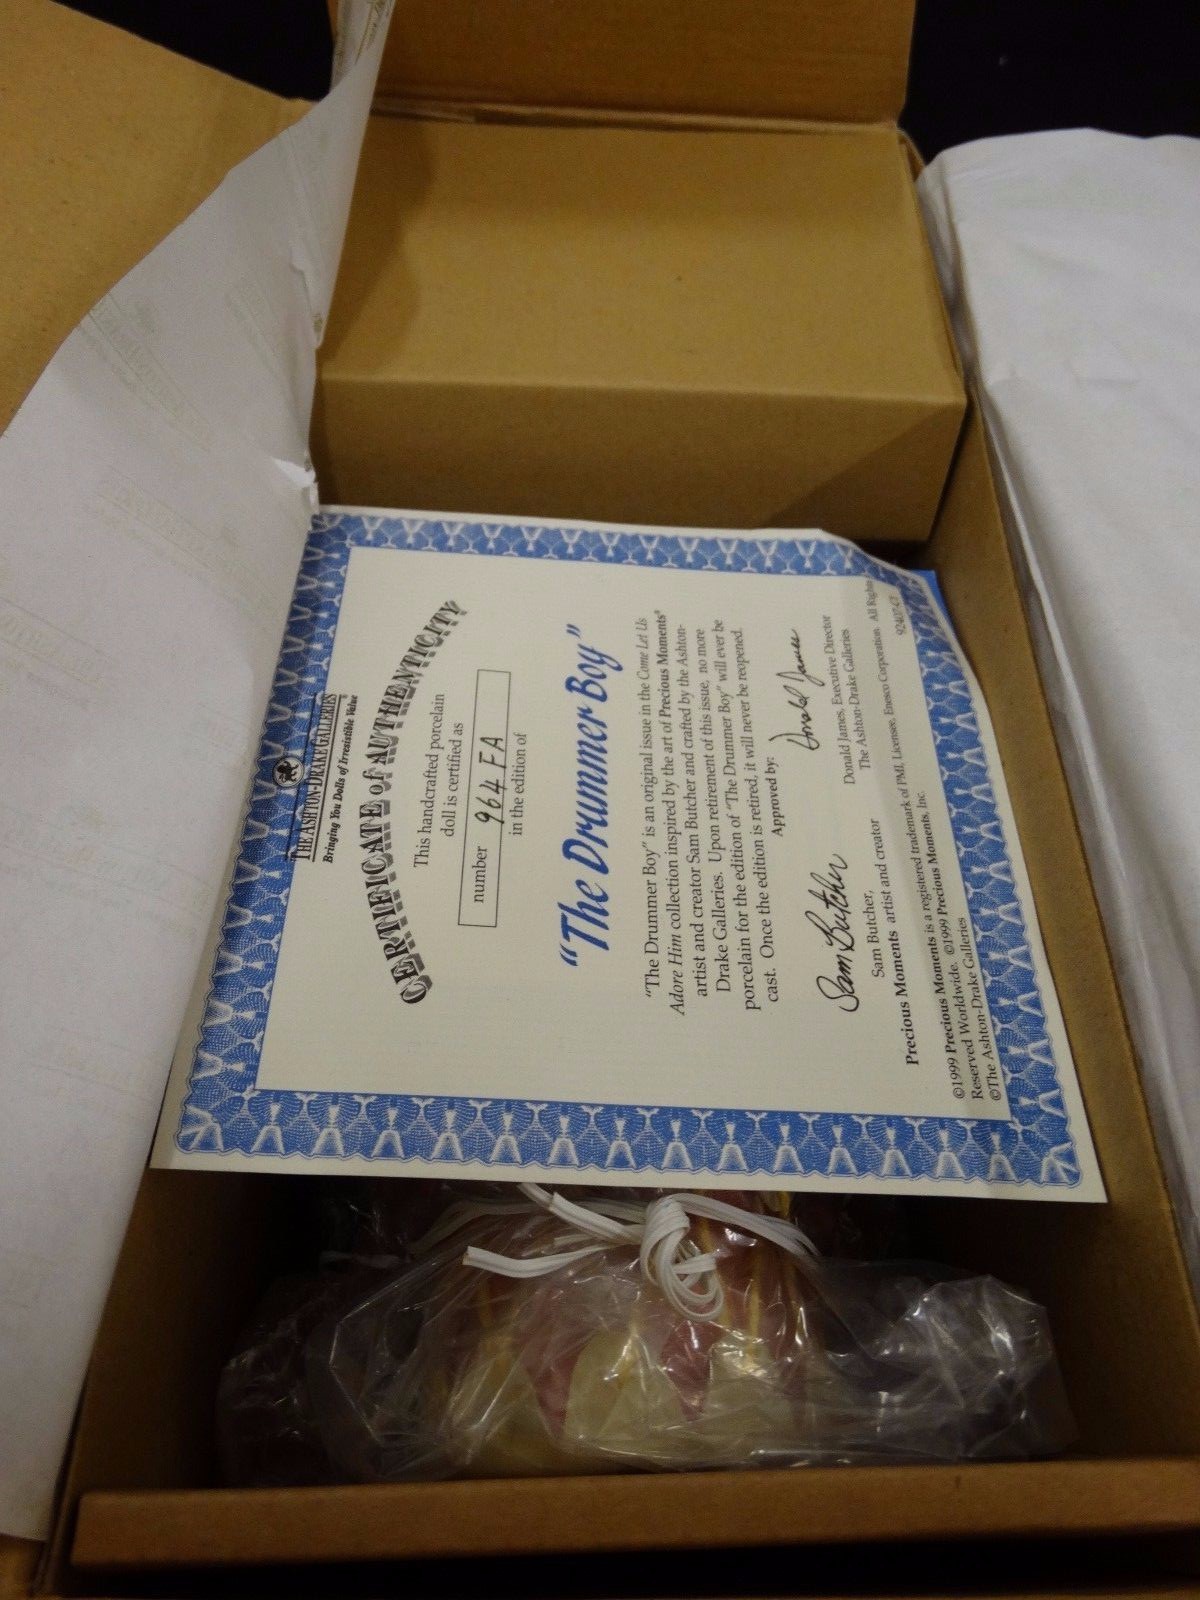 THE ASHTON-DRAKE GALLERIES
Bringing You Dolls of Irresistible Value
CERTIFICATE of AUTHENTICITY
This handcrafted porcelain
doll is certified as
number 964 FA
in the edition of
"The Drummer Boy"
"The Drummer Boy" is an original issue in the Come Let Us
Adore Him collection inspired by the art of Precious Moments®
artist and creator Sam Butcher and crafted by the Ashton-
Drake Galleries. Upon retirement of this issue, no more
porcelain for the edition of "The Drummer Boy" will ever be
cast. Once the edition is retired, it will never be reopened.
Approved by:
Sam Butcher
Sam Butcher,
Precious Moments artist and creator
Donald James
Donald James, Executive Director
The Ashton-Drake Galleries
©1999 Precious Moments is a registered trademark of PMI, Licensee, Enesco Corporation. All Rights
Reserved Worldwide. ©1999 Precious Moments, Inc.
©The Ashton-Drake Galleries